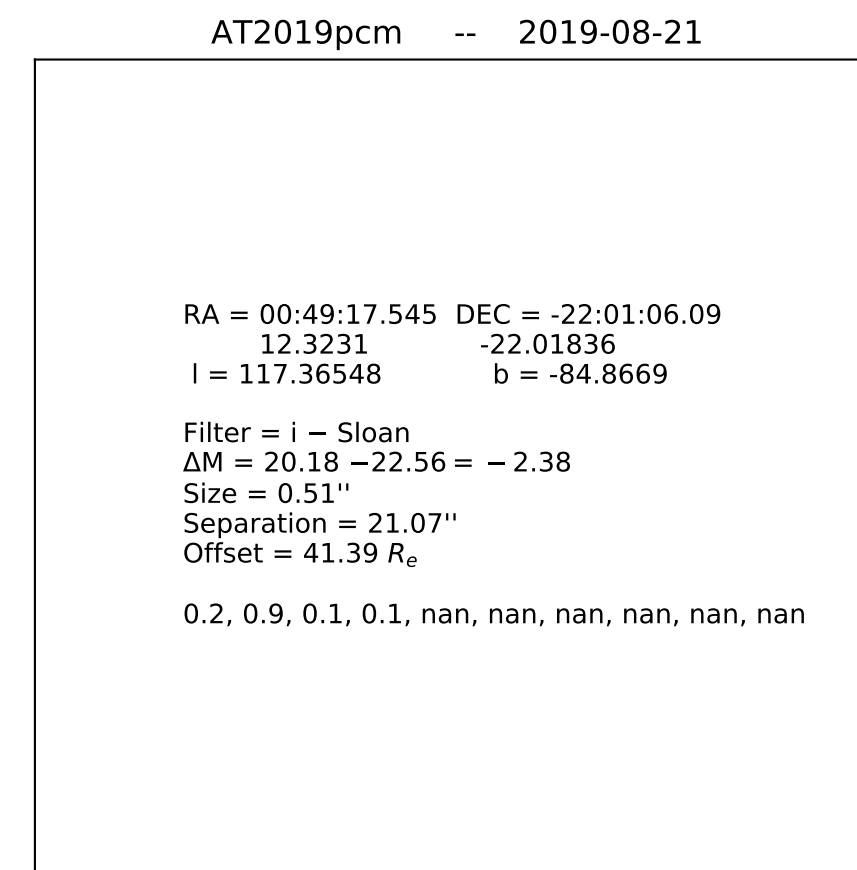 AT2019pcm -- 2019-08-21
RA = 00:49:17.545 DEC = -22:01:06.09
12.3231 -22.01836
l = 117.36548 b = -84.8669
Filter = i − Sloan
ΔM = 20.18 −22.56 = − 2.38
Size = 0.51''
Separation = 21.07''
Offset = 41.39 Re
0.2, 0.9, 0.1, 0.1, nan, nan, nan, nan, nan, nan